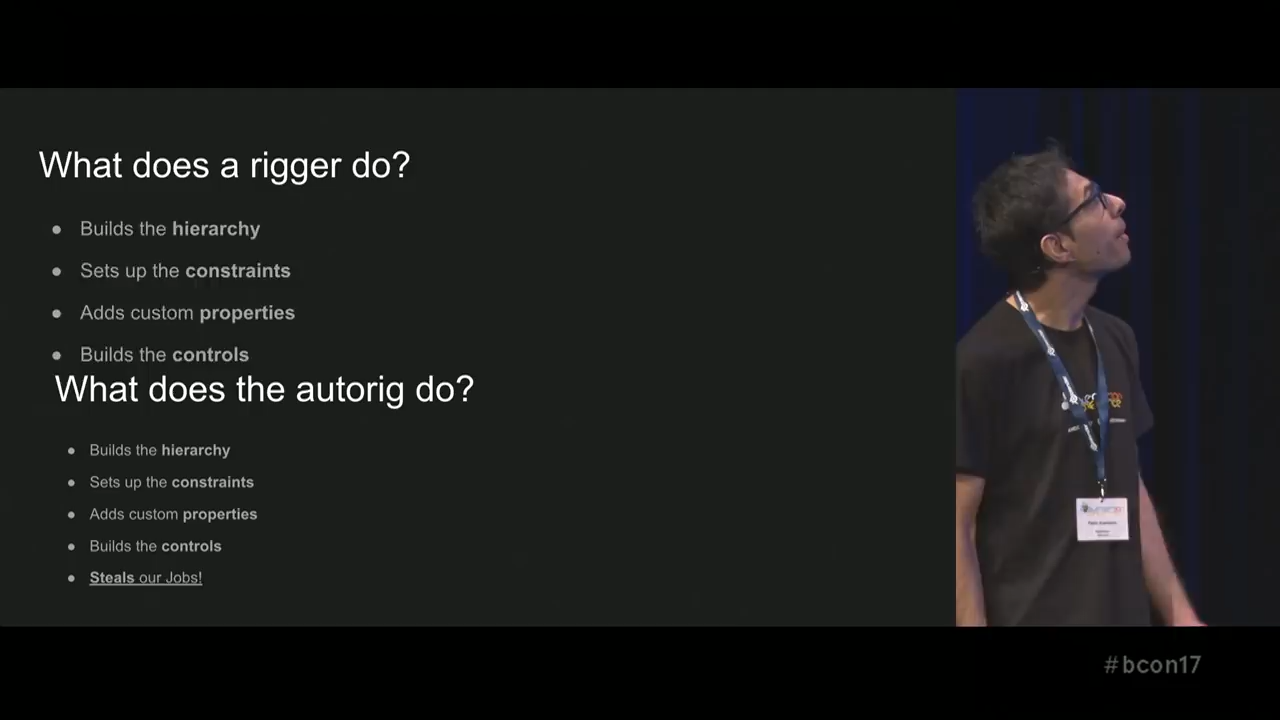 What does a rigger do?
● Builds the hierarchy
● Sets up the constraints
● Adds custom properties
● Builds the controls
What does the autorig do?
● Builds the hierarchy
● Sets up the constraints
● Adds custom properties
● Builds the controls
● Steals our Jobs!
#bcon17